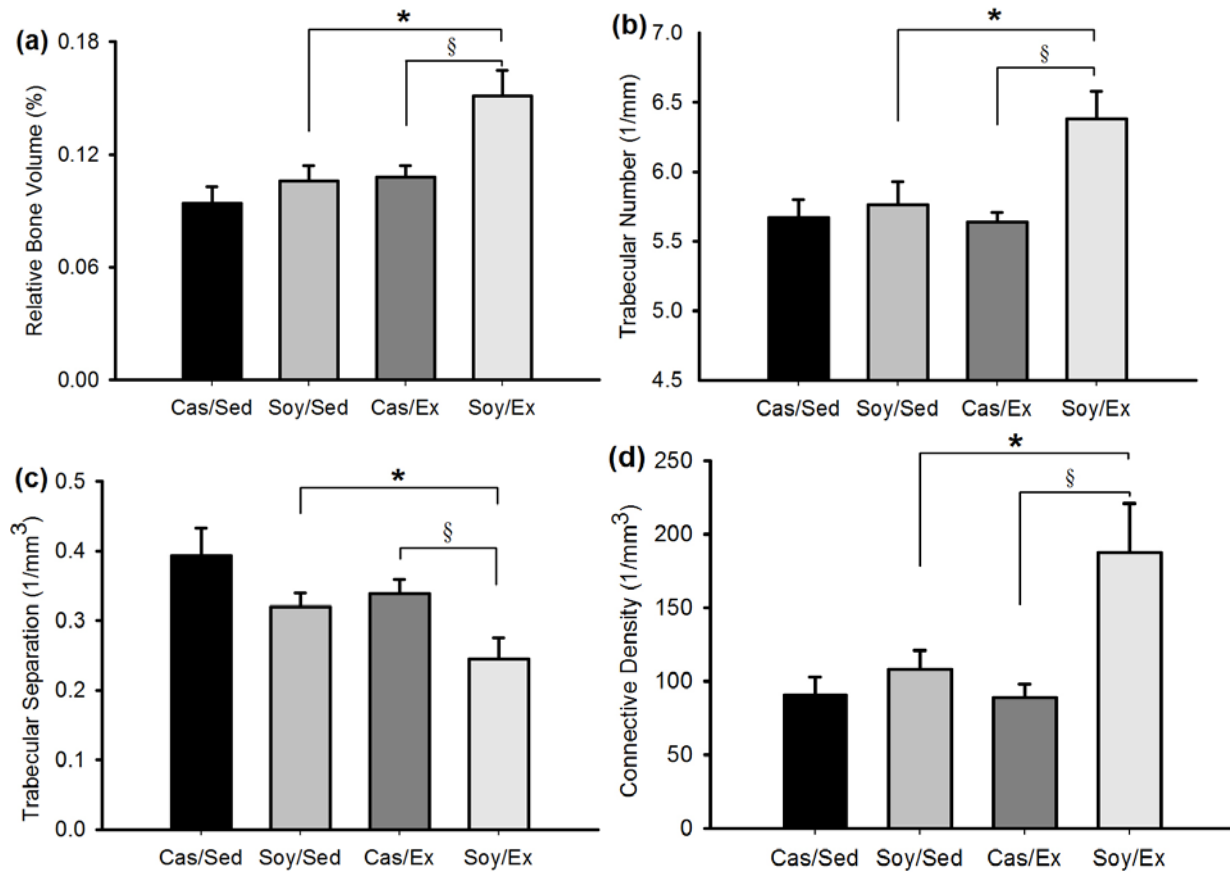 (a)
Relative Bone Volume (%)
0.18
0.12
0.06
0.00
*
§
Cas/Sed Soy/Sed Cas/Ex Soy/Ex
(b)
Trabecular Number (1/mm)
7.0
6.5
6.0
5.5
5.0
4.5
*
§
Cas/Sed Soy/Sed Cas/Ex Soy/Ex
(c)
Trabecular Separation (1/mm³)
0.5
0.4
0.3
0.2
0.1
0.0
*
§
Cas/Sed Soy/Sed Cas/Ex Soy/Ex
(d)
Connective Density (1/mm³)
250
200
150
100
50
0
*
§
Cas/Sed Soy/Sed Cas/Ex Soy/Ex